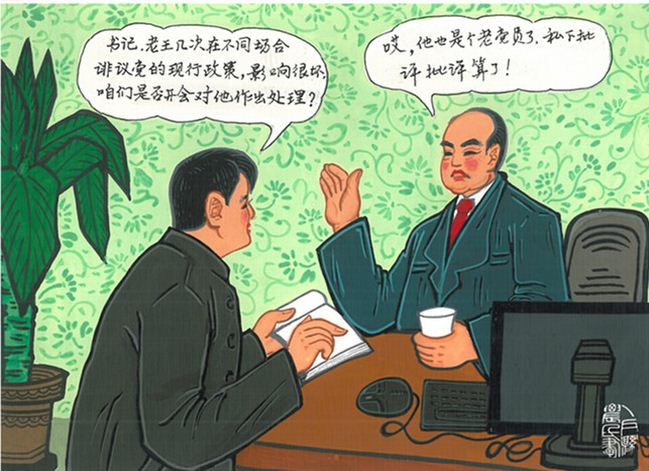 书记，老王几次在不同场合
诽议党的现行政策，影响很坏，
咱们是否开会对他作出处理？
哎，他也是个老党员了，私下批
评批评算了！